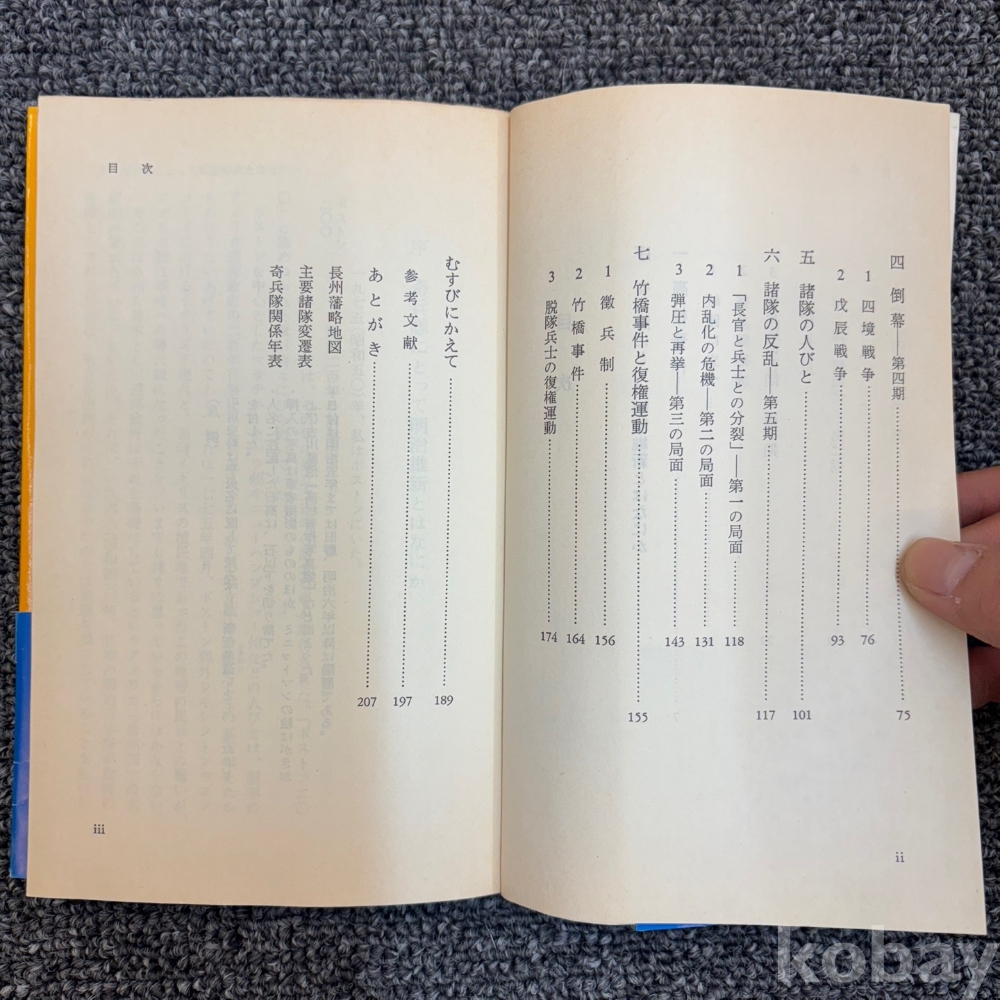 四 倒幕——第四期 75
1 四境戦争 76
2 戊辰戦争 93
五 諸隊の人びと 101
六 諸隊の反乱——第五期 117
1 「長官と兵士との分裂」——第一の局面 118
2 内乱化の危機——第二の局面 131
3 弾圧と再挙——第三の局面 143
七 竹橋事件と復権運動 155
1 徴兵制 156
2 竹橋事件 164
3 脱隊兵士の復権運動 174
ii
目次
むすびにかえて 189
参考文献 197
あとがき 207
長州藩略地図
主要諸隊変遷表
奇兵隊関係年表
iii
kobay